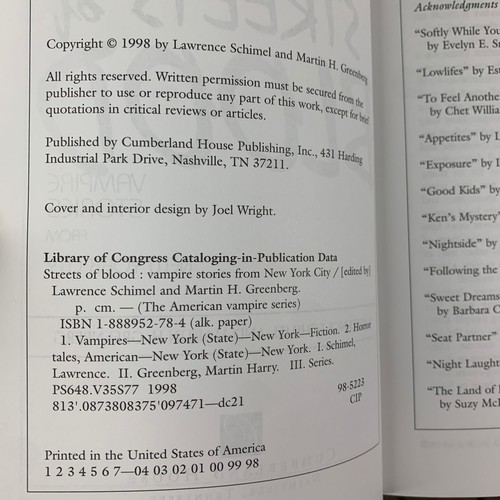 Copyright © 1998 by Lawrence Schimel and Martin H. Greenberg
All rights reserved. Written permission must be secured from the
publisher to use or reproduce any part of this work, except for brief
quotations in critical reviews or articles.
Published by Cumberland House Publishing, Inc., 431 Harding
Industrial Park Drive, Nashville, TN 37211.
Cover and interior design by Joel Wright.
Library of Congress Cataloging-in-Publication Data
Streets of blood : vampire stories from New York City / [edited by]
Lawrence Schimel and Martin H. Greenberg.
p. cm. — (The American vampire series)
ISBN 1-888952-78-4 (alk. paper)
1. Vampires—New York (State)—New York—Fiction. 2. Horror
tales, American—New York (State)—New York. I. Schimel,
Lawrence. II. Greenberg, Martin Harry. III. Series.
PS648.V35S77 1998
813'.0873808375'097471—dc21
98-5223
CIP
Printed in the United States of America
1 2 3 4 5 6 7—04 03 02 01 00 99 98
Acknowledgments
"Softly While You
by Evelyn E. S
"Lowlifes" by Es
"To Feel Anothe
by Chet Willia
"Appetites" by L
"Exposure" by I
"Good Kids" by
"Ken's Mystery"
"Nightside" by
"Following the
"Sweet Dreams
by Barbara C
"Seat Partner"
"Night Laught
"The Land of
by Suzy McI